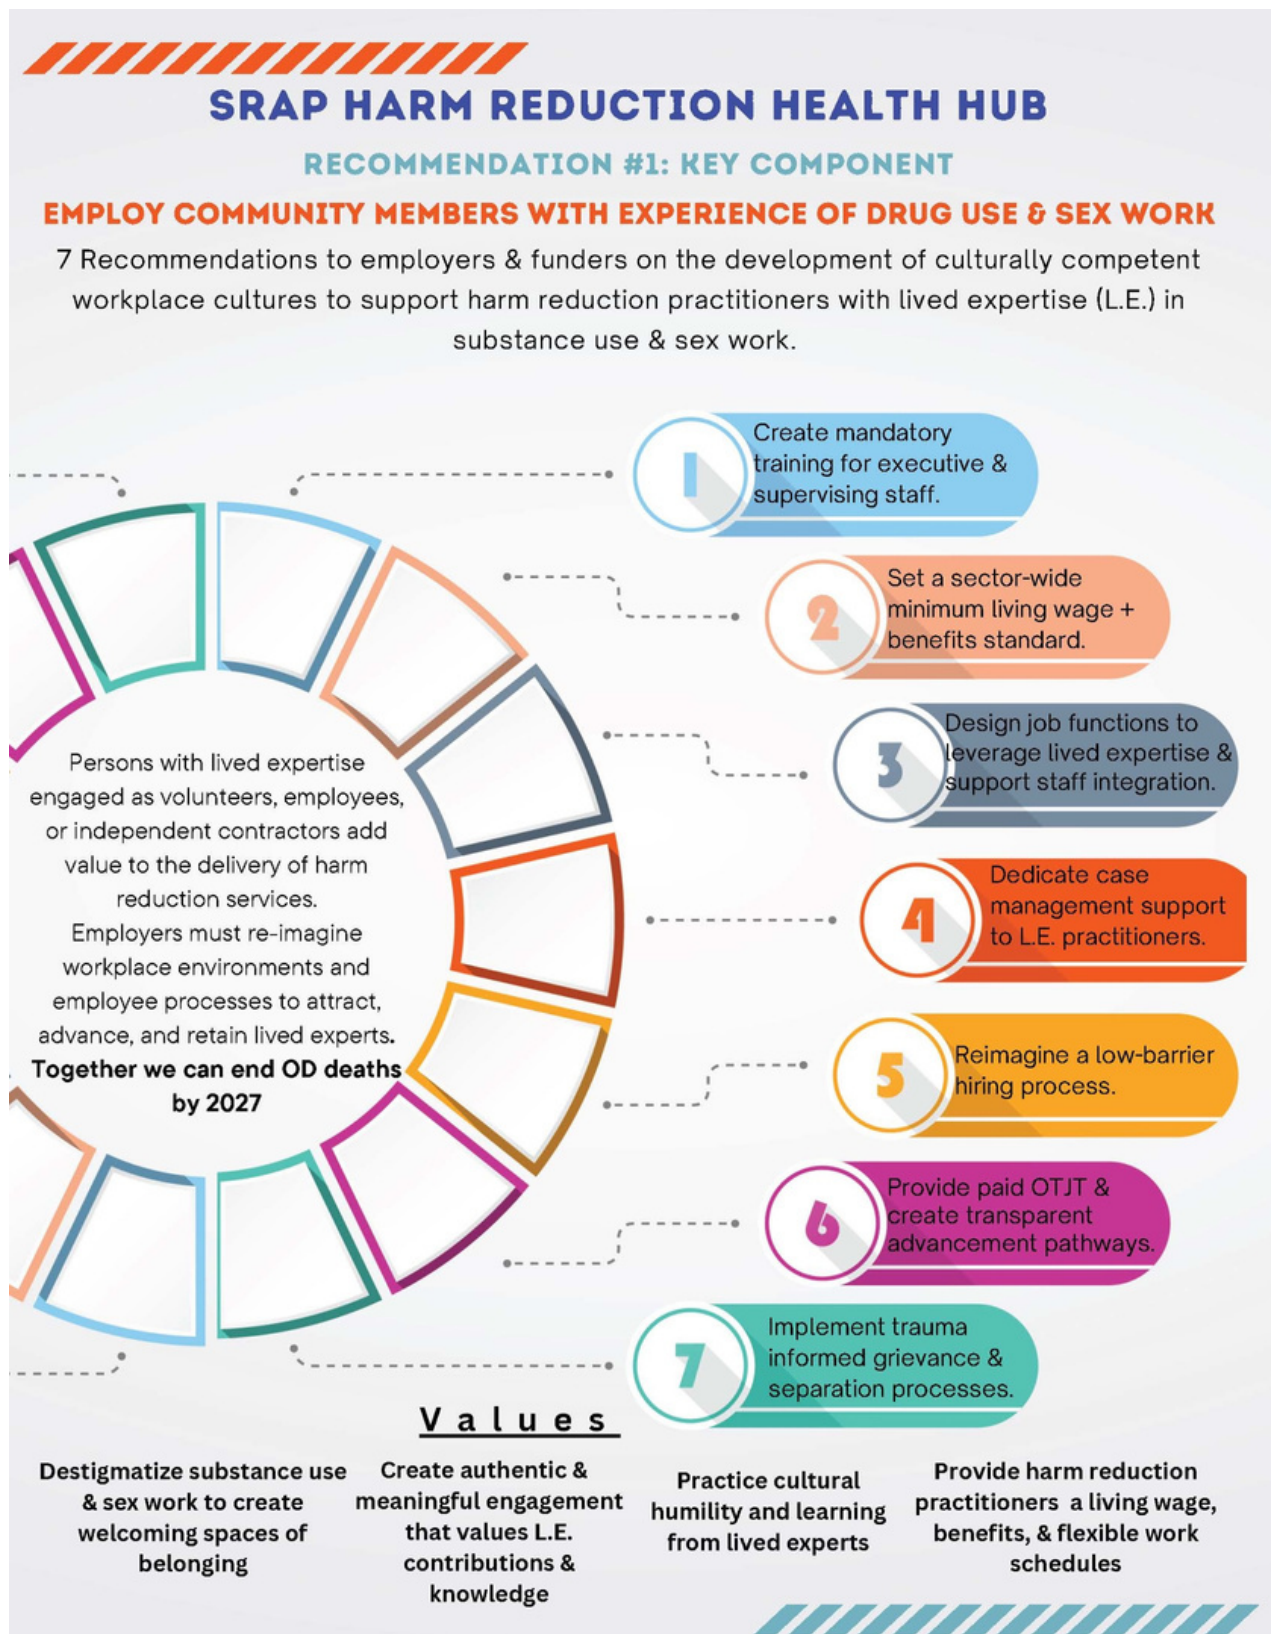 SRAP HARM REDUCTION HEALTH HUB
RECOMMENDATION #1: KEY COMPONENT
EMPLOY COMMUNITY MEMBERS WITH EXPERIENCE OF DRUG USE & SEX WORK
7 Recommendations to employers & funders on the development of culturally competent
workplace cultures to support harm reduction practitioners with lived expertise (L.E.) in
substance use & sex work.
1
Create mandatory
training for executive &
supervising staff.
2
Set a sector-wide
minimum living wage +
benefits standard.
3
Design job functions to
leverage lived expertise &
support staff integration.
4
Dedicate case
management support
to L.E. practitioners.
5
Reimagine a low-barrier
hiring process.
6
Provide paid OTJT &
create transparent
advancement pathways.
7
Implement trauma
informed grievance &
separation processes.
Persons with lived expertise
engaged as volunteers, employees,
or independent contractors add
value to the delivery of harm
reduction services.
Employers must re-imagine
workplace environments and
employee processes to attract,
advance, and retain lived experts.
Together we can end OD deaths
by 2027
Values
Destigmatize substance use
& sex work to create
welcoming spaces of
belonging
Create authentic &
meaningful engagement
that values L.E.
contributions &
knowledge
Practice cultural
humility and learning
from lived experts
Provide harm reduction
practitioners a living wage,
benefits, & flexible work
schedules